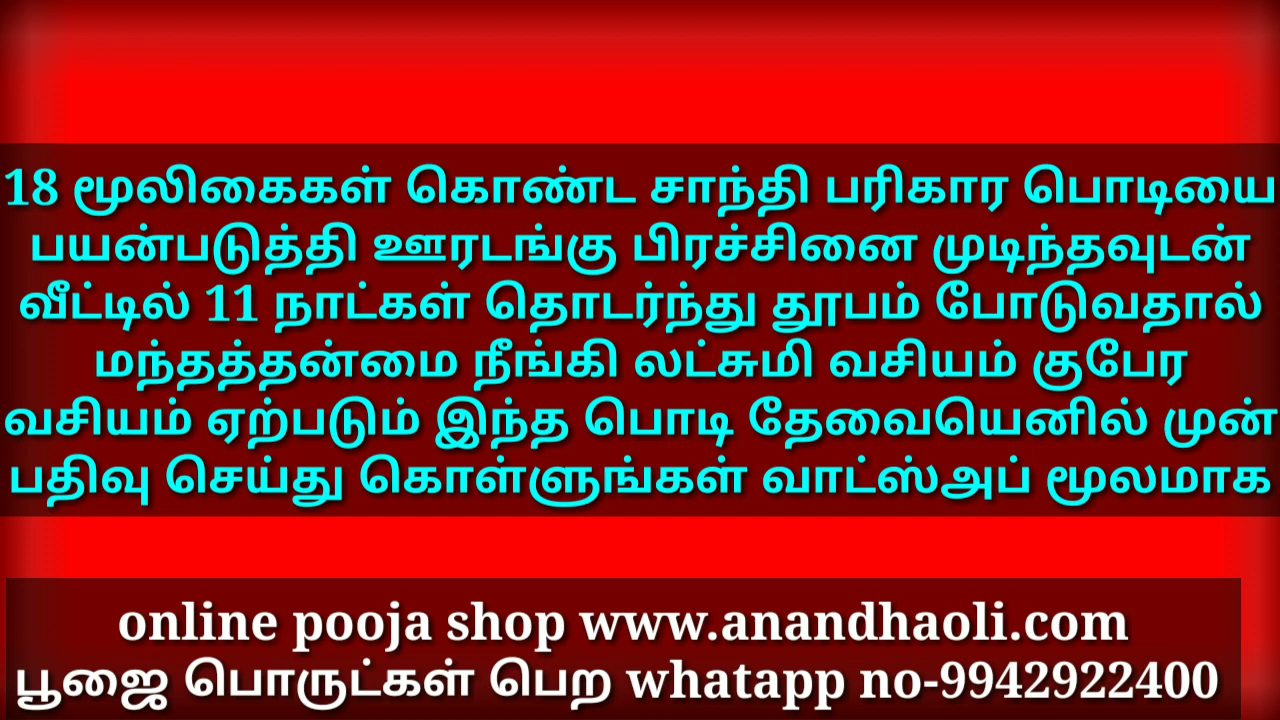 18 மூலிகைகள் கொண்ட சாந்தி பரிகார பொடியை
பயன்படுத்தி ஊரடங்கு பிரச்சினை முடிந்தவுடன்
வீட்டில் 11 நாட்கள் தொடர்ந்து தூபம் போடுவதால்
மந்தத்தன்மை நீங்கி லட்சுமி வசியம் குபேர
வசியம் ஏற்படும் இந்த பொடி தேவையெனில் முன்
பதிவு செய்து கொள்ளுங்கள் வாட்ஸ்அப் மூலமாக
online pooja shop www.anandhaoli.com
பூஜை பொருட்கள் பெற whatapp no-9942922400